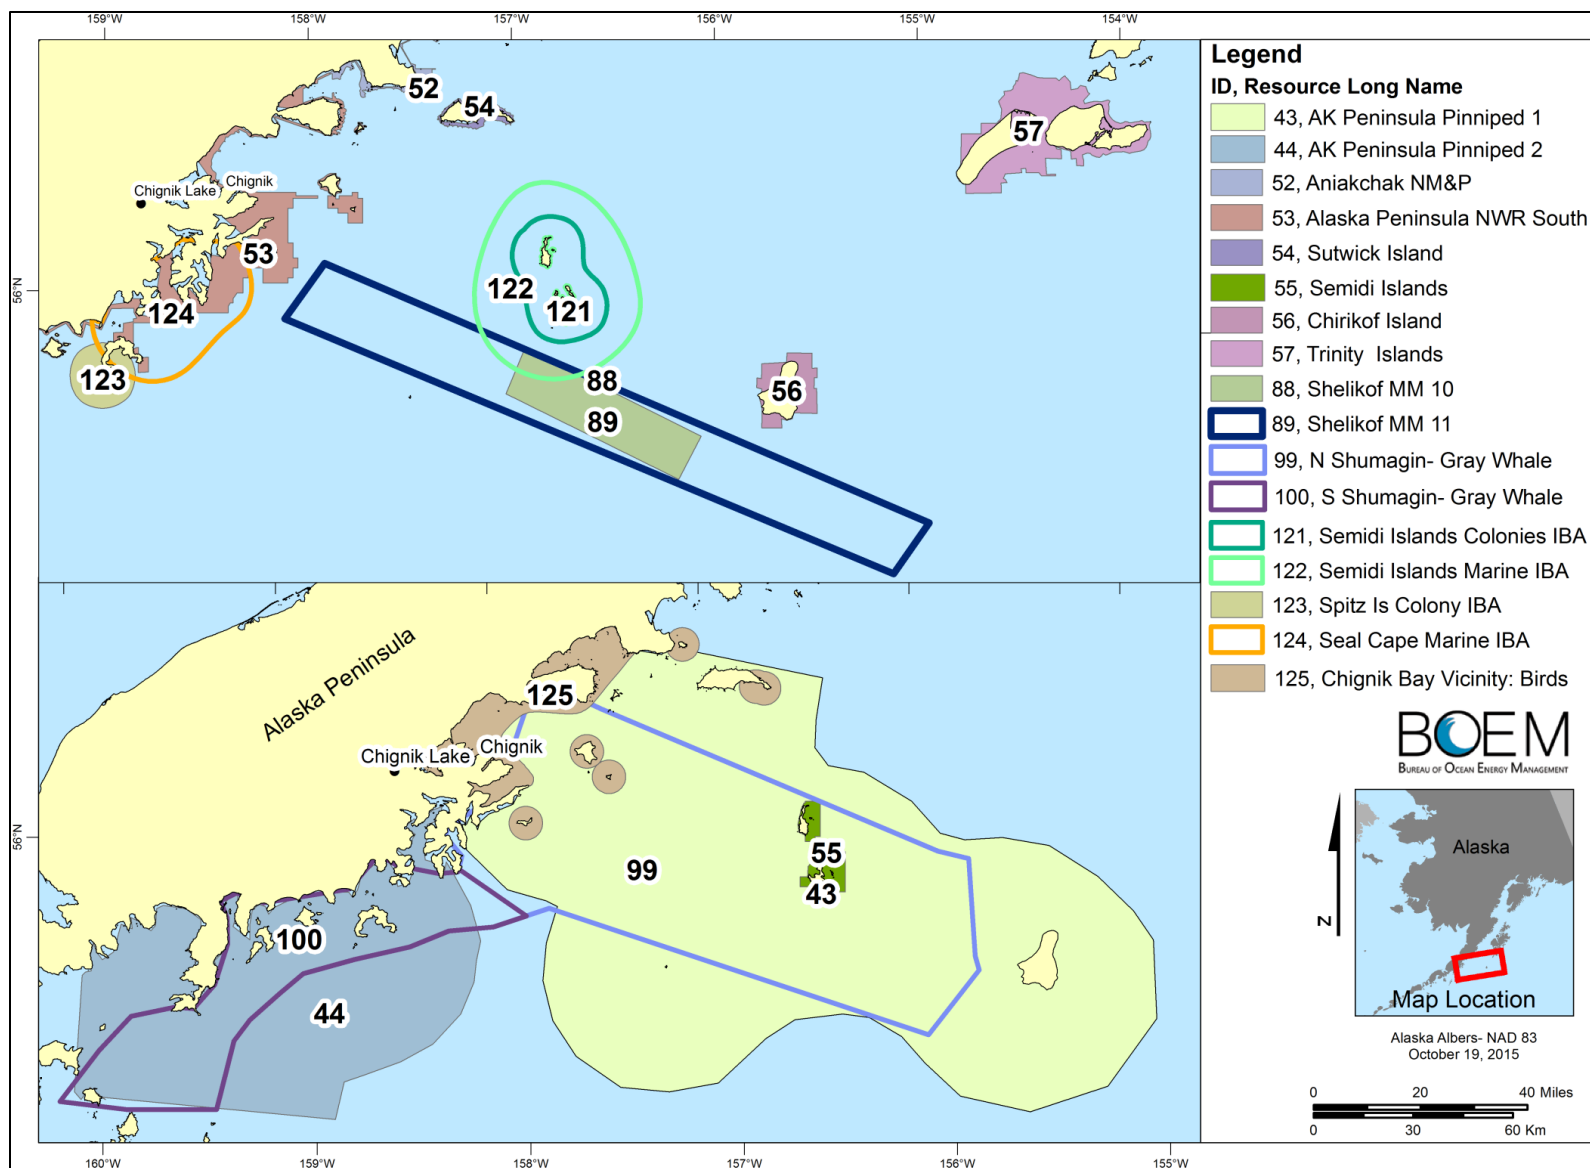 159°W 158°W 157°W 156°W 155°W 154°W
52
54
57
Chignik Lake Chignik
53
56°N
122
121
124
123
88
56
89
Alaska Peninsula
125
Chignik Lake Chignik
56°N
55
99
43
100
44
160°W 159°W 158°W 157°W 156°W 155°W
Legend
ID, Resource Long Name
43, AK Peninsula Pinniped 1
44, AK Peninsula Pinniped 2
52, Aniakchak NM&P
53, Alaska Peninsula NWR South
54, Sutwick Island
55, Semidi Islands
56, Chirikof Island
57, Trinity Islands
88, Shelikof MM 10
89, Shelikof MM 11
99, N Shumagin- Gray Whale
100, S Shumagin- Gray Whale
121, Semidi Islands Colonies IBA
122, Semidi Islands Marine IBA
123, Spitz Is Colony IBA
124, Seal Cape Marine IBA
125, Chignik Bay Vicinity: Birds
BOEM
BUREAU OF OCEAN ENERGY MANAGEMENT
Alaska
N
Map Location
Alaska Albers- NAD 83
October 19, 2015
0 20 40 Miles
0 30 60 Km